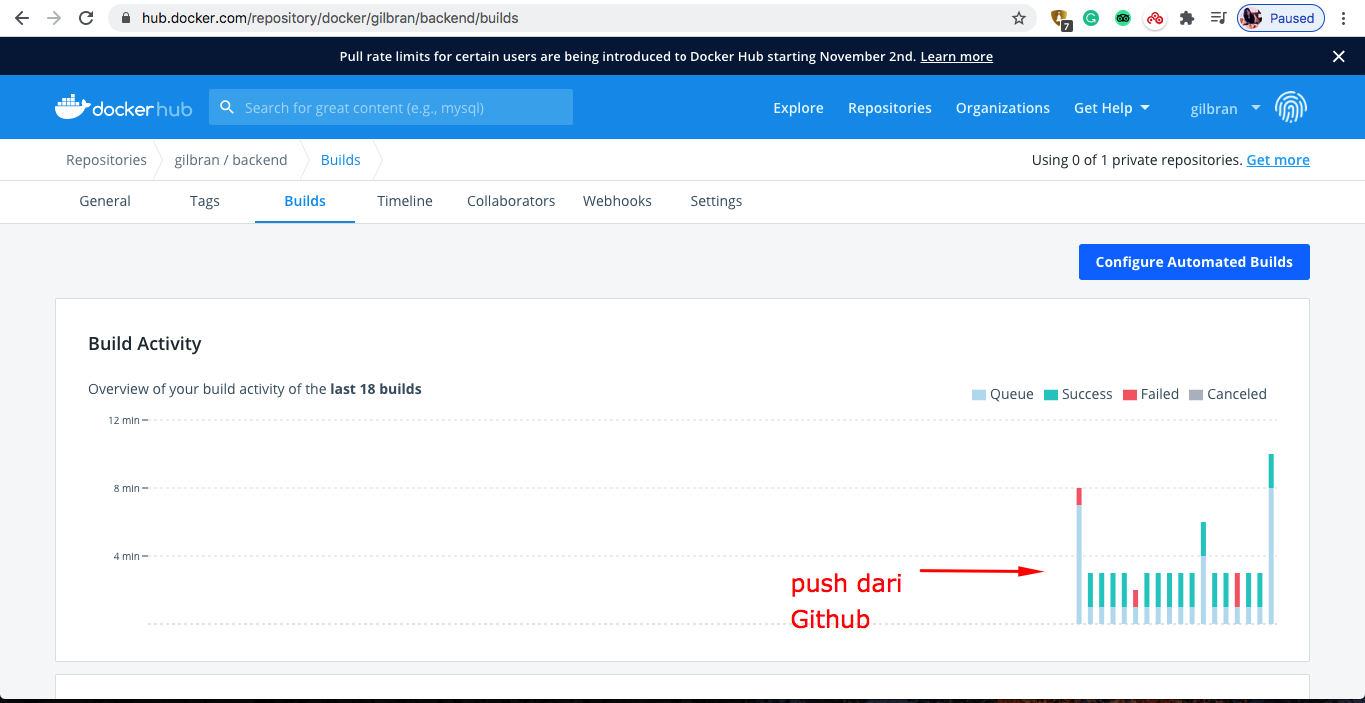 hub.docker.com/repository/docker/gilbran/backend/builds
7
Paused
Pull rate limits for certain users are being introduced to Docker Hub starting November 2nd. Learn more
docker hub
Search for great content (e.g., mysql)
Explore Repositories Organizations Get Help gilbran
Repositories gilbran / backend Builds
Using 0 of 1 private repositories. Get more
General Tags Builds Timeline Collaborators Webhooks Settings
Configure Automated Builds
Build Activity
Overview of your build activity of the last 18 builds
Queue Success Failed Canceled
12 min
8 min
4 min
push dari
Github